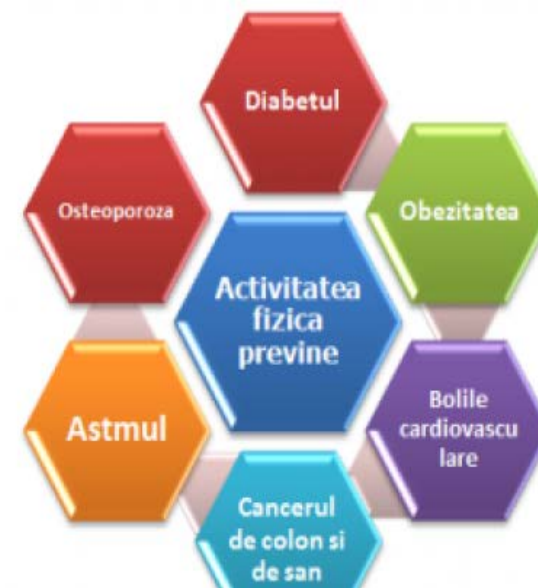 Diabetul
Obezitatea
Bolile
cardiovascu
lare
Cancerul
de colon si
de san
Astmul
Osteoporoza
Activitatea
fizica
previne